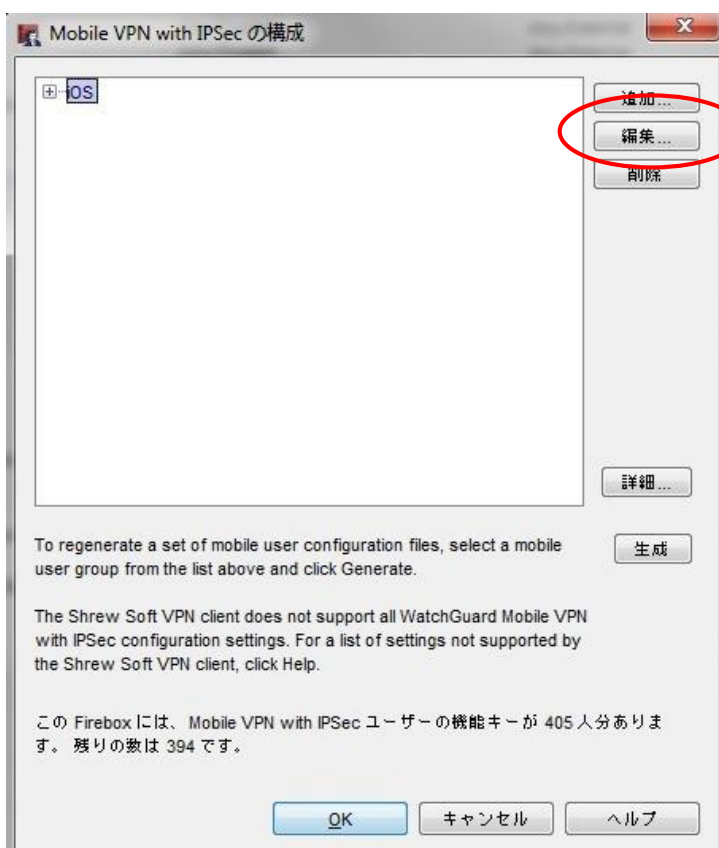 Mobile VPN with IPSec の構成
iOS
追加...
編集...
削除
詳細...
To regenerate a set of mobile user configuration files, select a mobile
user group from the list above and click Generate.
生成
The Shrew Soft VPN client does not support all WatchGuard Mobile VPN
with IPSec configuration settings. For a list of settings not supported by
the Shrew Soft VPN client, click Help.
この Firebox には、 Mobile VPN with IPSec ユーザーの機能キーが 405 人分ありま
す。 残りの数は 394 です。
OK
キャンセル
ヘルプ